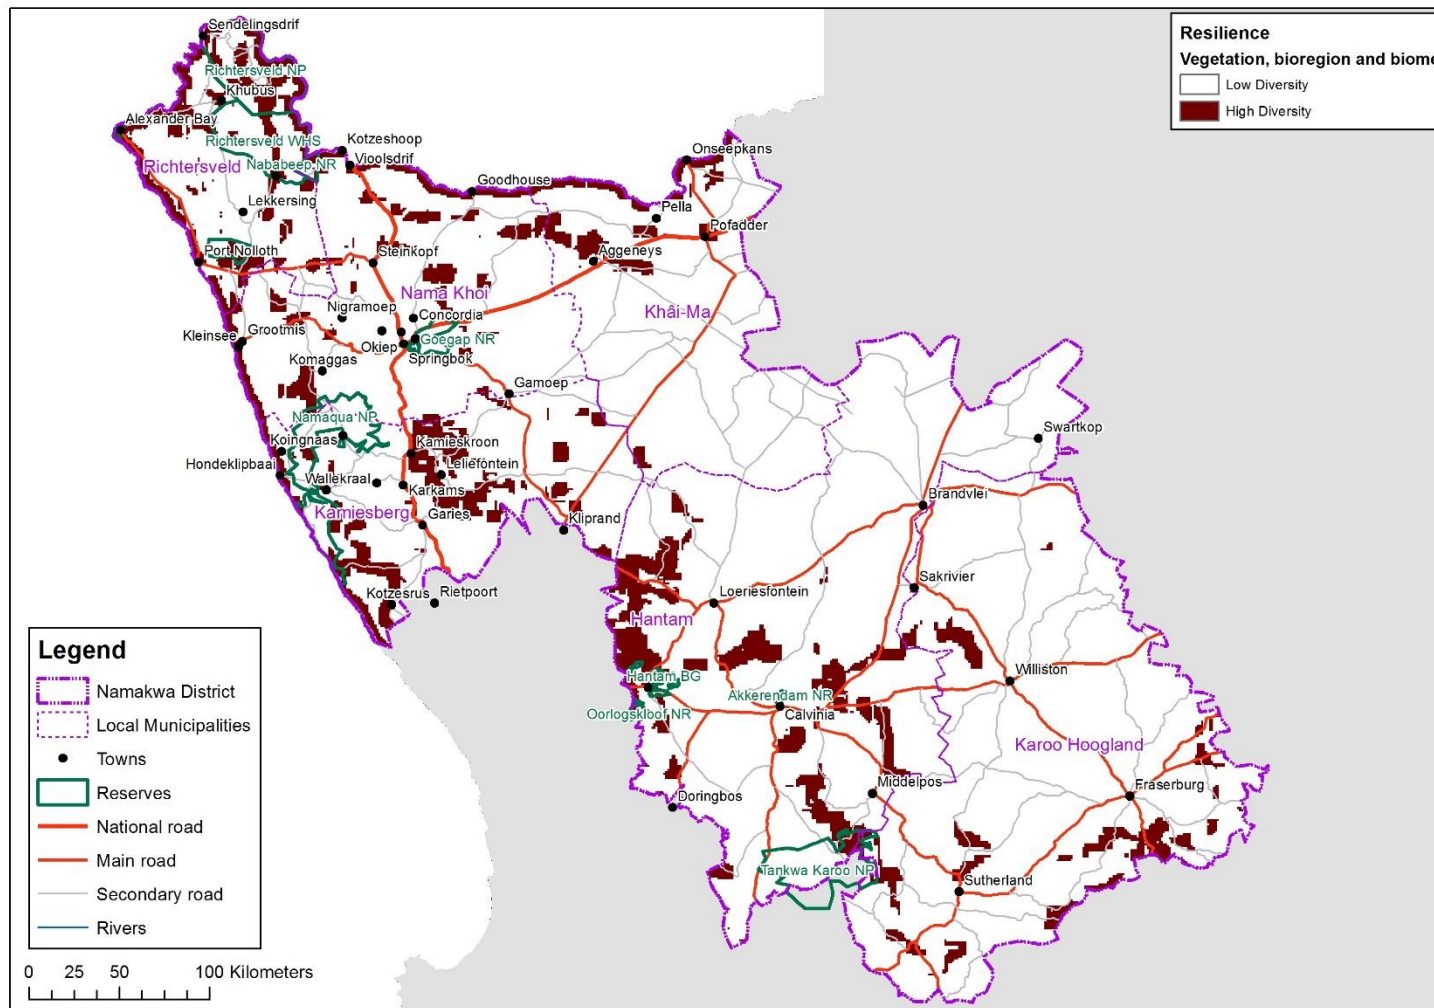 Resilience
Vegetation, bioregion and biome
Low Diversity
High Diversity
Sendelingsdrif
Richtersveld NP
Khubus
Alexander Bay
Richtersveld WHS
Kotzeshoop
Vioolsdrif
Onseepkans
Richtersveld
Nababeep NR
Goodhouse
Lekkersing
Pella
Pofadder
Port Nolloth
Steinkopf
Aggeneys
Nama Khoi
Nigramoep
Concordia
Khâi-Ma
Kleinsee
Grootmis
Okiep
Goegap NR
Springbok
Komaggas
Gamoep
Namaqua NP
Koingnaas
Kamieskroon
Swartkop
Hondeklipbaai
Wallekraal
Leliefontein
Karkams
Brandvlei
Kamiesberg
Garies
Kliprand
Sakrivier
Kotzesrus
Rietpoort
Loeriesfontein
Hantam
Hantam BG
Williston
Akkerendam NR
Oorlogskloof NR
Calvinia
Karoo Hoogland
Middelpos
Fraserburg
Doringbos
Tankwa Karoo NP
Sutherland
Legend
Namakwa District
Local Municipalities
Towns
Reserves
National road
Main road
Secondary road
Rivers
0 25 50 100 Kilometers